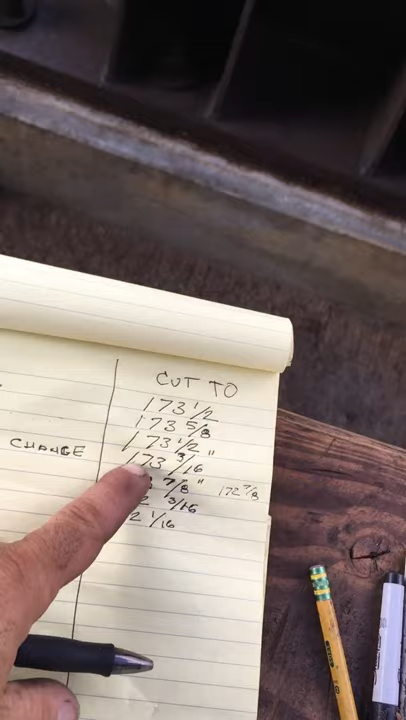 CUT TO
173 1/2
173 5/8
CHANGE 173 1/2 "
173 3/16
7/8 " 172 7/8
2 3/16
2 1/16